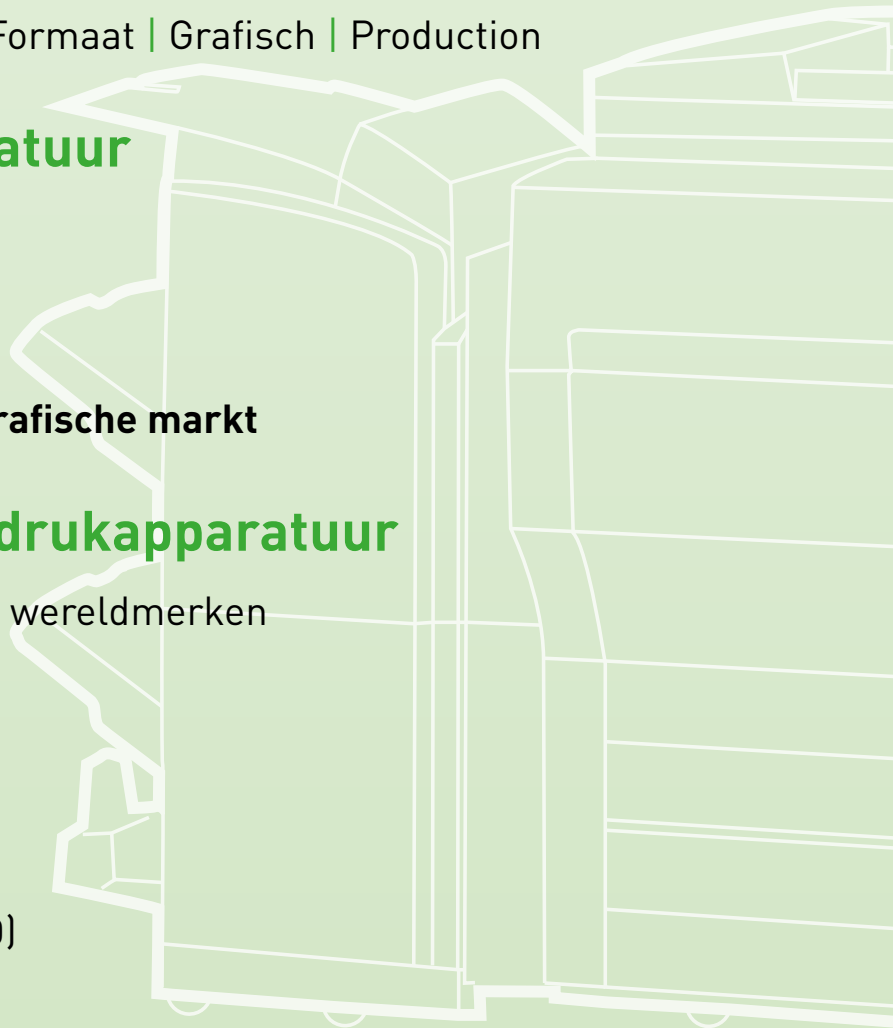 Formaat | Grafisch | Production
atuur
rafische markt
drukapparatuur
wereldmerken
)